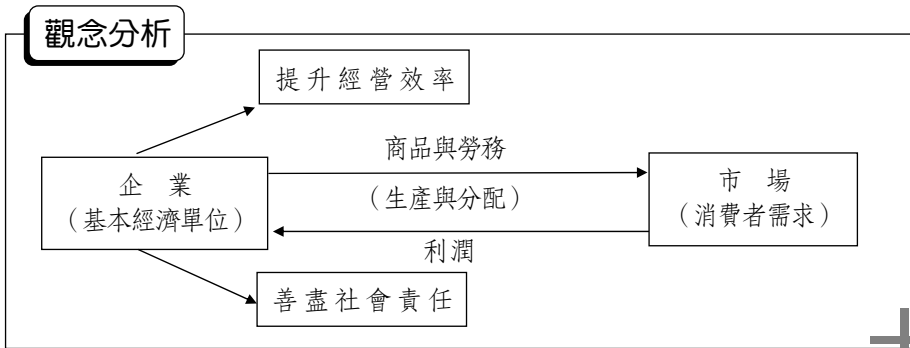 觀念分析
提升經營效率
商品與勞務
企 業
（基本經濟單位）
（生產與分配）
市 場
（消費者需求）
利潤
善盡社會責任